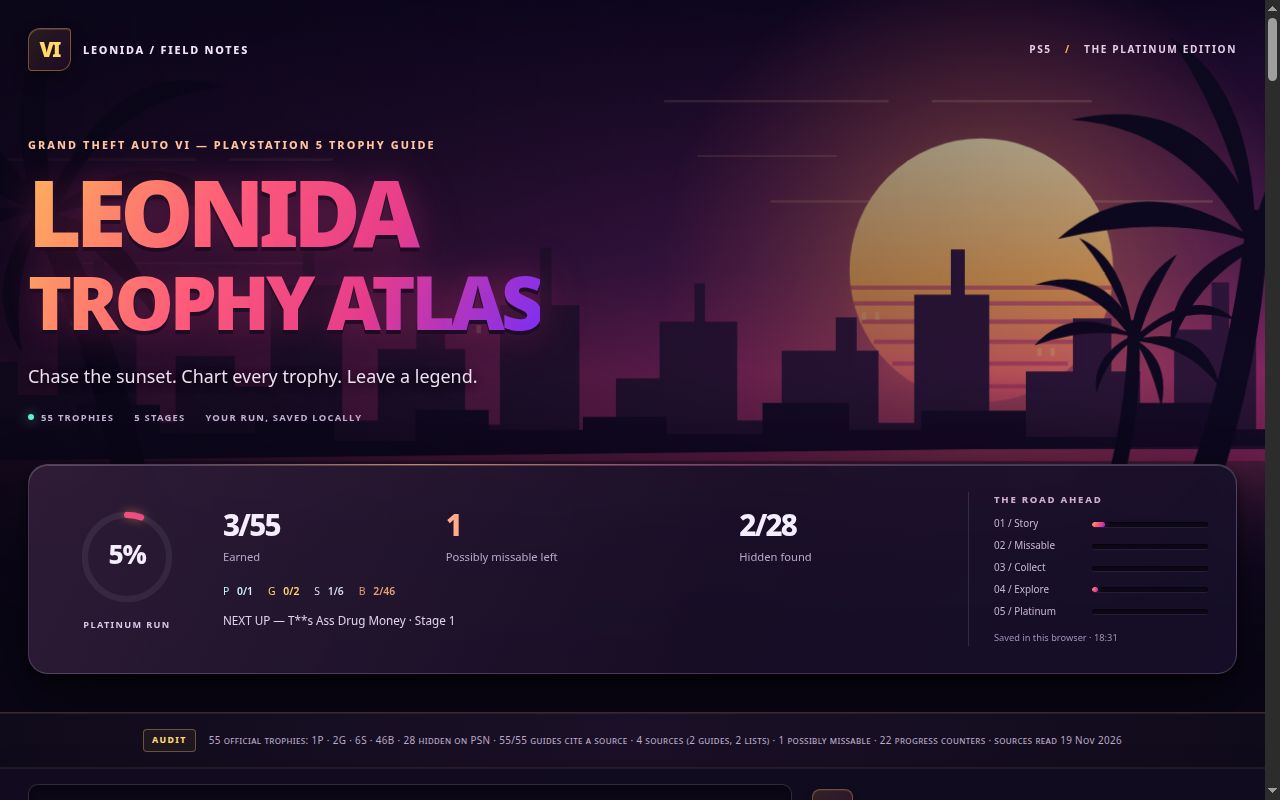 VI LEONIDA / FIELD NOTES
PS5 / THE PLATINUM EDITION
GRAND THEFT AUTO VI — PLAYSTATION 5 TROPHY GUIDE
LEONIDA
TROPHY ATLAS
Chase the sunset. Chart every trophy. Leave a legend.
55 TROPHIES 5 STAGES YOUR RUN, SAVED LOCALLY
5%
PLATINUM RUN
3/55
Earned
1
Possibly missable left
2/28
Hidden found
P 0/1 G 0/2 S 1/6 B 2/46
NEXT UP — T**s Ass Drug Money · Stage 1
THE ROAD AHEAD
01 / Story
02 / Missable
03 / Collect
04 / Explore
05 / Platinum
Saved in this browser · 18:31
AUDIT 55 OFFICIAL TROPHIES: 1P · 2G · 6S · 46B · 28 HIDDEN ON PSN · 55/55 GUIDES CITE A SOURCE · 4 SOURCES (2 GUIDES, 2 LISTS) · 1 POSSIBLY MISSABLE · 22 PROGRESS COUNTERS · SOURCES READ 19 NOV 2026